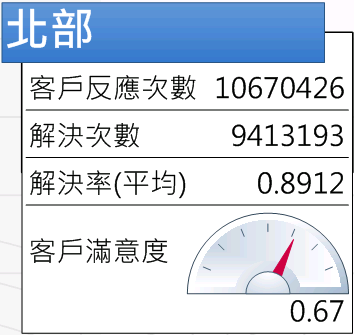 北部
客戶反應次數 10670426
解決次數 9413193
解決率(平均) 0.8912
客戶滿意度
0.67